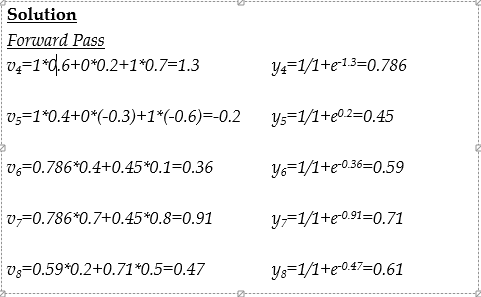 Solution
Forward Pass
v4=1*0.6+0*0.2+1*0.7=1.3 y4=1/1+e-1.3=0.786
v5=1*0.4+0*(-0.3)+1*(-0.6)=-0.2 y5=1/1+e0.2=0.45
v6=0.786*0.4+0.45*0.1=0.36 y6=1/1+e-0.36=0.59
v7=0.786*0.7+0.45*0.8=0.91 y7=1/1+e-0.91=0.71
v8=0.59*0.2+0.71*0.5=0.47 y8=1/1+e-0.47=0.61